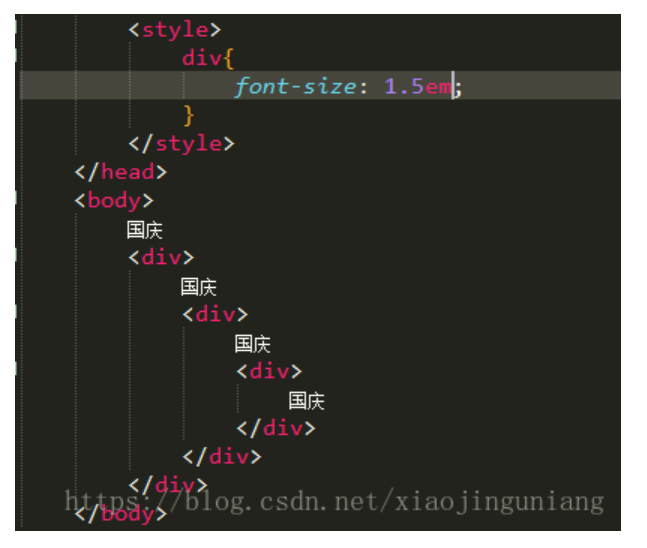 <style>
div{
font-size: 1.5em;
}
</style>
</head>
<body>
国庆
<div>
国庆
<div>
国庆
<div>
国庆
</div>
</div>
</div>
https://blog.csdn.net/xiaojinguniang
</body>